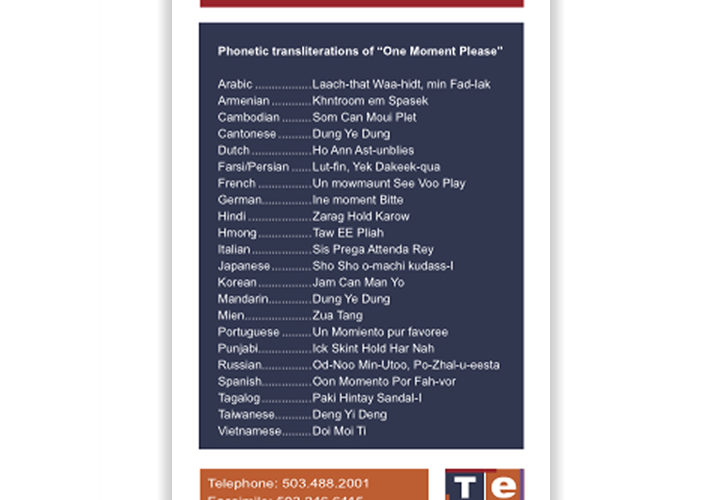 Phonetic transliterations of “One Moment Please”
Arabic .................Laach-that Waa-hidt, min Fad-lak
Armenian ............Khntroom em Spasek
Cambodian .........Som Can Moui Plet
Cantonese ..........Dung Ye Dung
Dutch ..................Ho Ann Ast-unblies
Farsi/Persian ......Lut-fin, Yek Dakeek-qua
French ................Un mowmaunt See Voo Play
German...............Ine moment Bitte
Hindi ...................Zarag Hold Karow
Hmong ................Taw EE Pliah
Italian ..................Sis Prega Attenda Rey
Japanese ............Sho Sho o-machi kudass-I
Korean ................Jam Can Man Yo
Mandarin.............Dung Ye Dung
Mien....................Zua Tang
Portuguese .........Un Momiento pur favoree
Punjabi................Ick Skint Hold Har Nah
Russian...............Od-Noo Min-Utoo, Po-Zhal-u-eesta
Spanish...............Oon Momento Por Fah-vor
Tagalog...............Paki Hintay Sandal-I
Taiwanese...........Deng Yi Deng
Vietnamese.........Doi Moi Ti
Telephone: 503.488.2001
Te